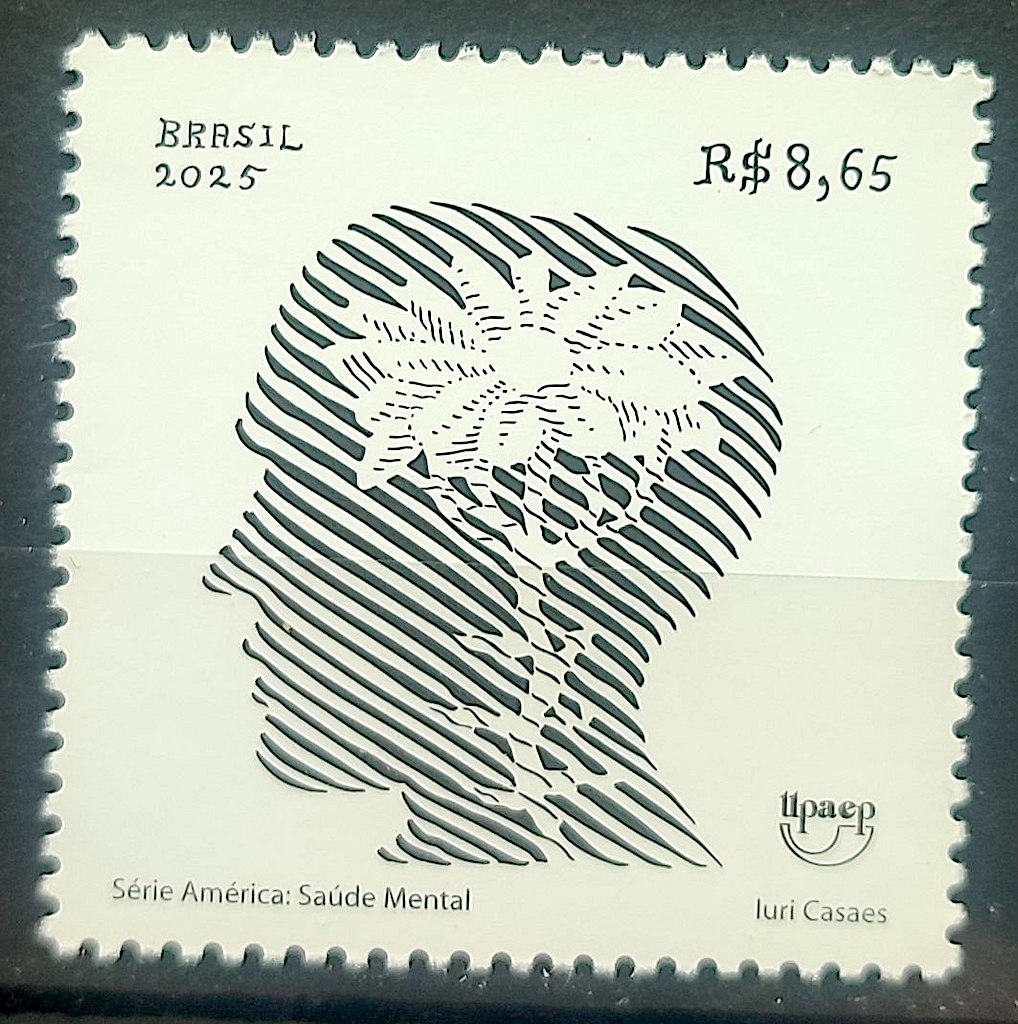 BRASIL
2025
R$ 8,65
upaep
Série América: Saúde Mental
Iuri Casaes